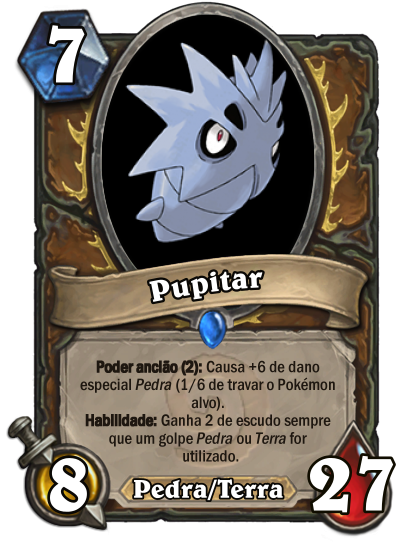 7
Pupitar
Poder ancião (2): Causa +6 de dano
especial Pedra (1/6 de travar o Pokémon
alvo).
Habilidade: Ganha 2 de escudo sempre
que um golpe Pedra ou Terra for
utilizado.
8
Pedra/Terra
27